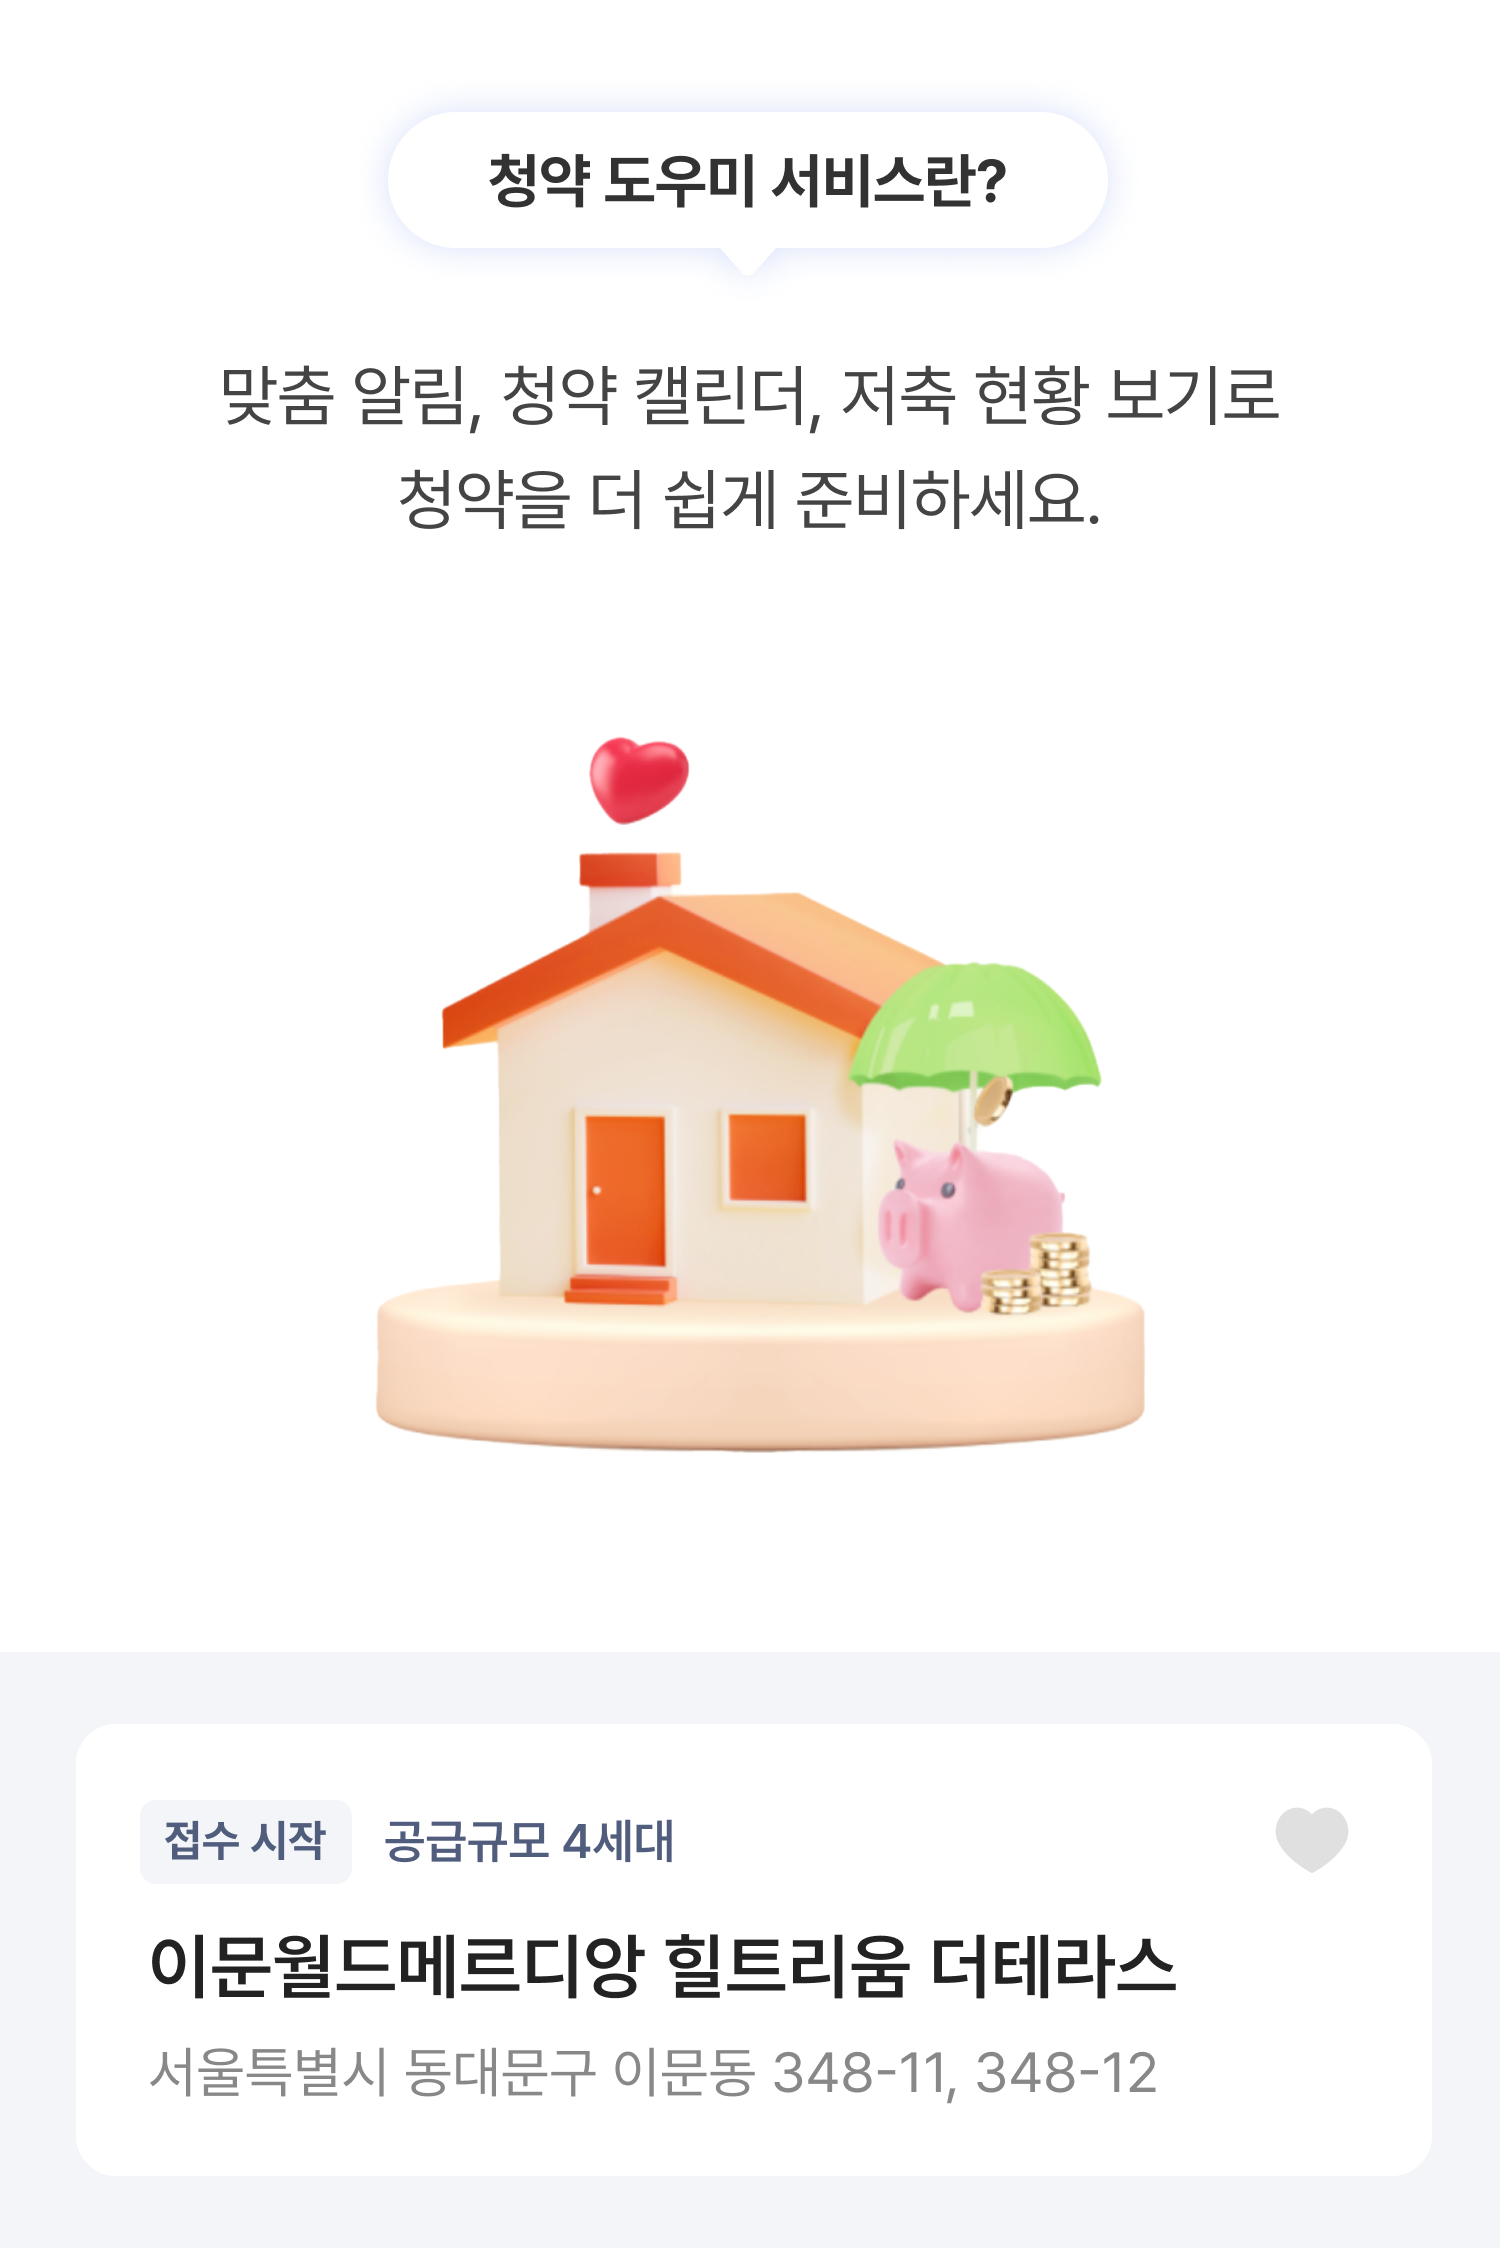 청약 도우미 서비스란?
맞춤 알림, 청약 캘린더, 저축 현황 보기로
청약을 더 쉽게 준비하세요.
접수 시작 공급규모 4세대
이문월드메르디앙 힐트리움 더테라스
서울특별시 동대문구 이문동 348-11, 348-12